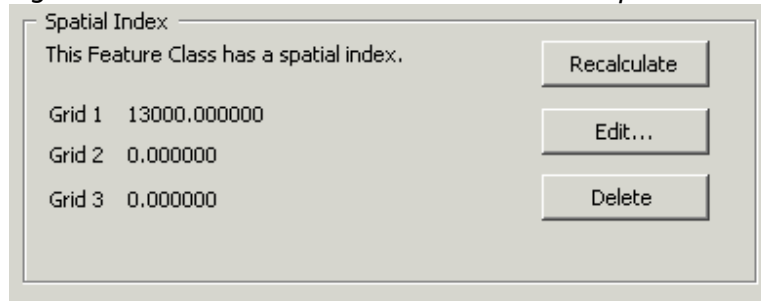 Spatial Index
This Feature Class has a spatial index.
Recalculate
Grid 1 13000.000000
Edit...
Grid 2 0.000000
Grid 3 0.000000
Delete